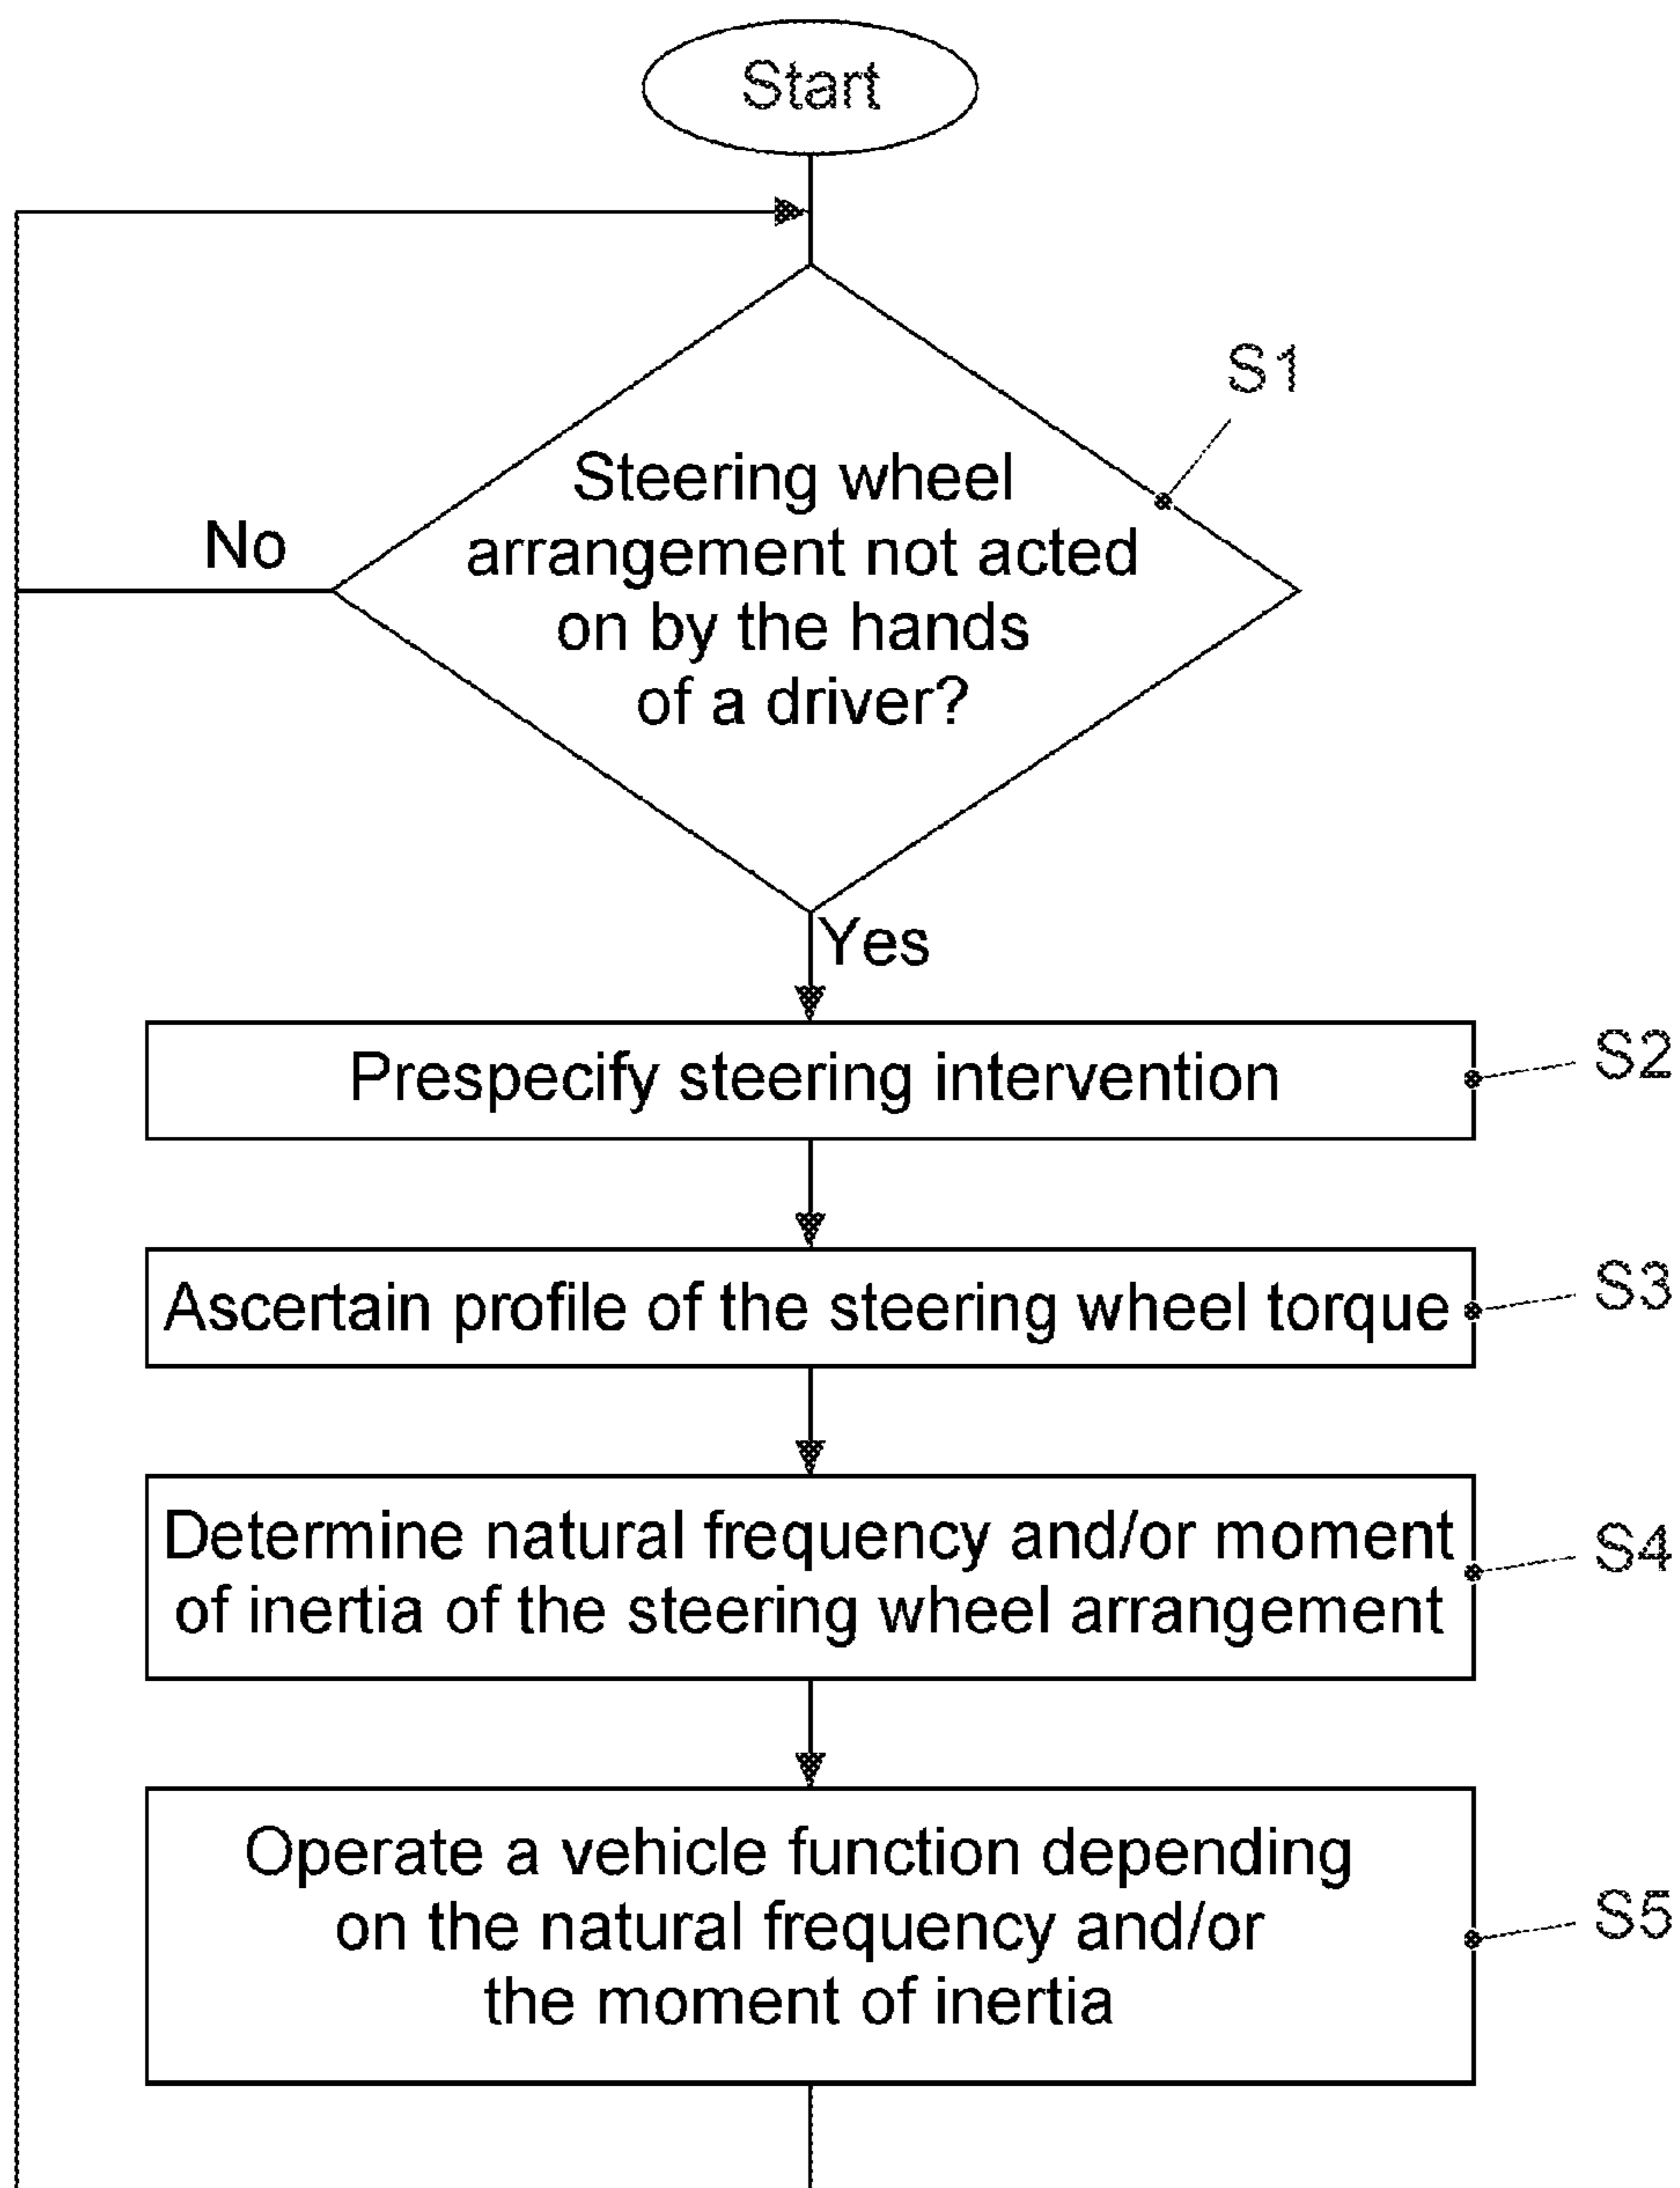 Start
S1
Steering wheel
arrangement not acted
on by the hands
of a driver?
No
Yes
Prespecify steering intervention
S2
Ascertain profile of the steering wheel torque
S3
Determine natural frequency and/or moment
of inertia of the steering wheel arrangement
S4
Operate a vehicle function depending
on the natural frequency and/or
the moment of inertia
S5